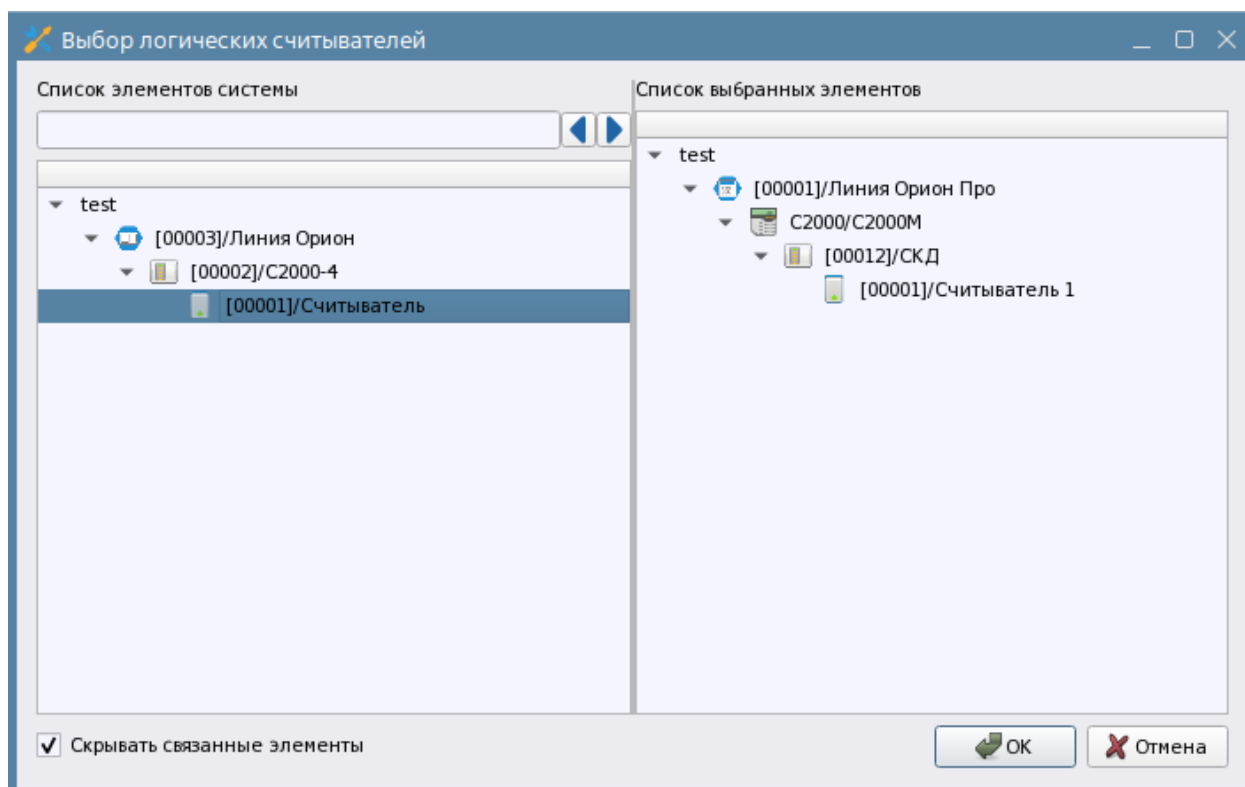 Выбор логических считывателей
Список элементов системы
test
[00003]/Линия Орион
[00002]/С2000-4
[00001]/Считыватель
Список выбранных элементов
test
[00001]/Линия Орион Про
С2000/С2000М
[00012]/СКД
[00001]/Считыватель 1
Скрывать связанные элементы
ОК
Отмена